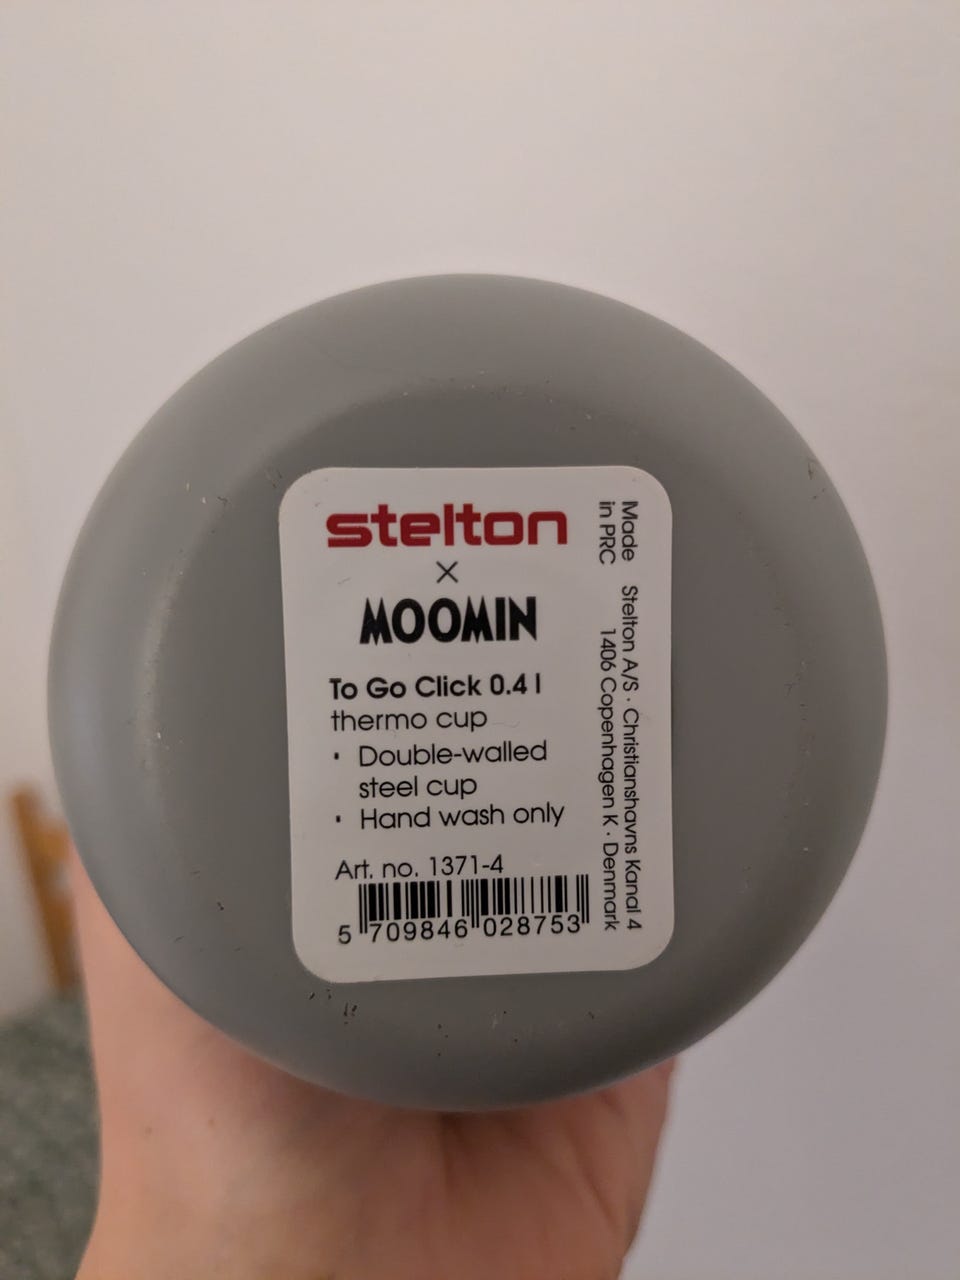 stelton
×
MOOMIN
To Go Click 0.4 l
thermo cup
· Double-walled
steel cup
· Hand wash only
Art. no. 1371-4
5 709846 028753
Made Stelton A/S · Christianshavns Kanal 4
in PRC 1406 Copenhagen K · Denmark